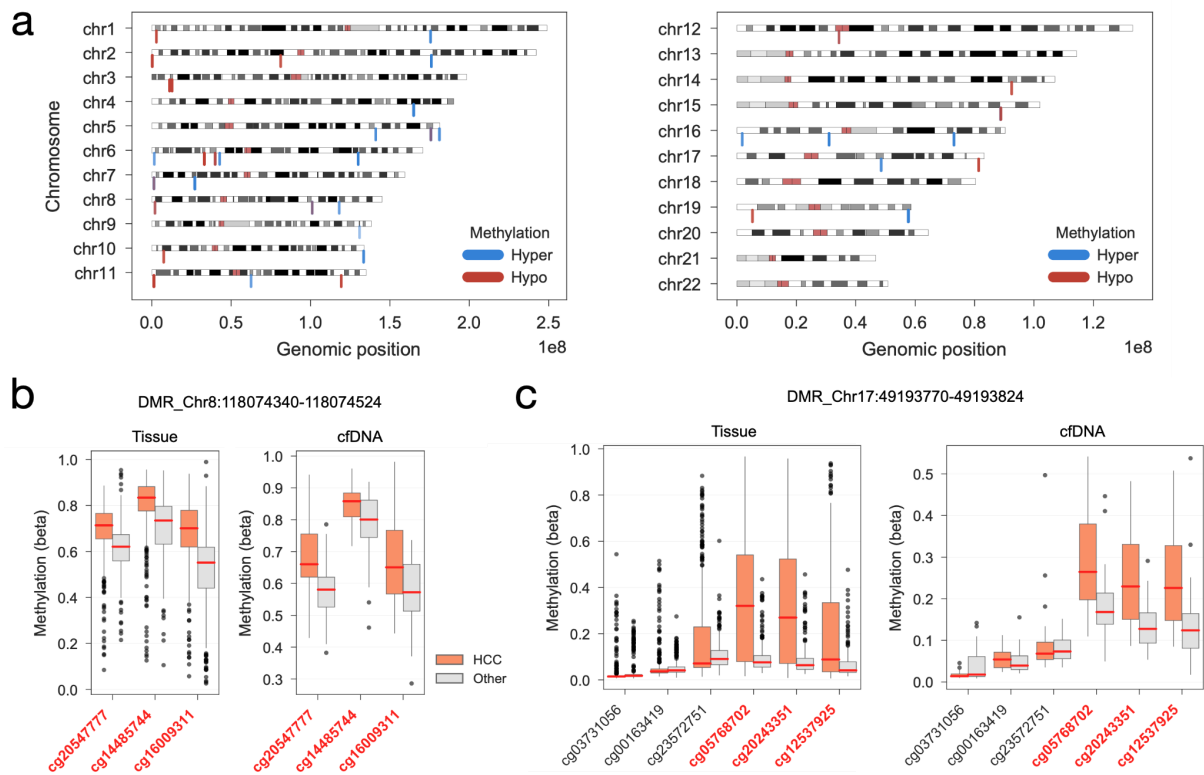 a
Chromosome
chr1
chr2
chr3
chr4
chr5
chr6
chr7
chr8
chr9
chr10
chr11
Methylation
Hyper
Hypo
0.0 0.5 1.0 1.5 2.0 2.5
Genomic position
1e8
chr12
chr13
chr14
chr15
chr16
chr17
chr18
chr19
chr20
chr21
chr22
Methylation
Hyper
Hypo
0.0 0.2 0.4 0.6 0.8 1.0 1.2
Genomic position
1e8
b
DMR_Chr8:118074340-118074524
Tissue
Methylation (beta)
1.0
0.8
0.6
0.4
0.2
0.0
cg20547777
cg14485744
cg16009311
cfDNA
Methylation (beta)
1.0
0.9
0.8
0.7
0.6
0.5
0.4
0.3
cg20547777
cg14485744
cg16009311
HCC
Other
c
DMR_Chr17:49193770-49193824
Tissue
Methylation (beta)
1.0
0.8
0.6
0.4
0.2
0.0
cg03731056
cg00163419
cg23572751
cg05768702
cg20243351
cg12537925
cfDNA
Methylation (beta)
0.5
0.4
0.3
0.2
0.1
0.0
cg03731056
cg00163419
cg23572751
cg05768702
cg20243351
cg12537925